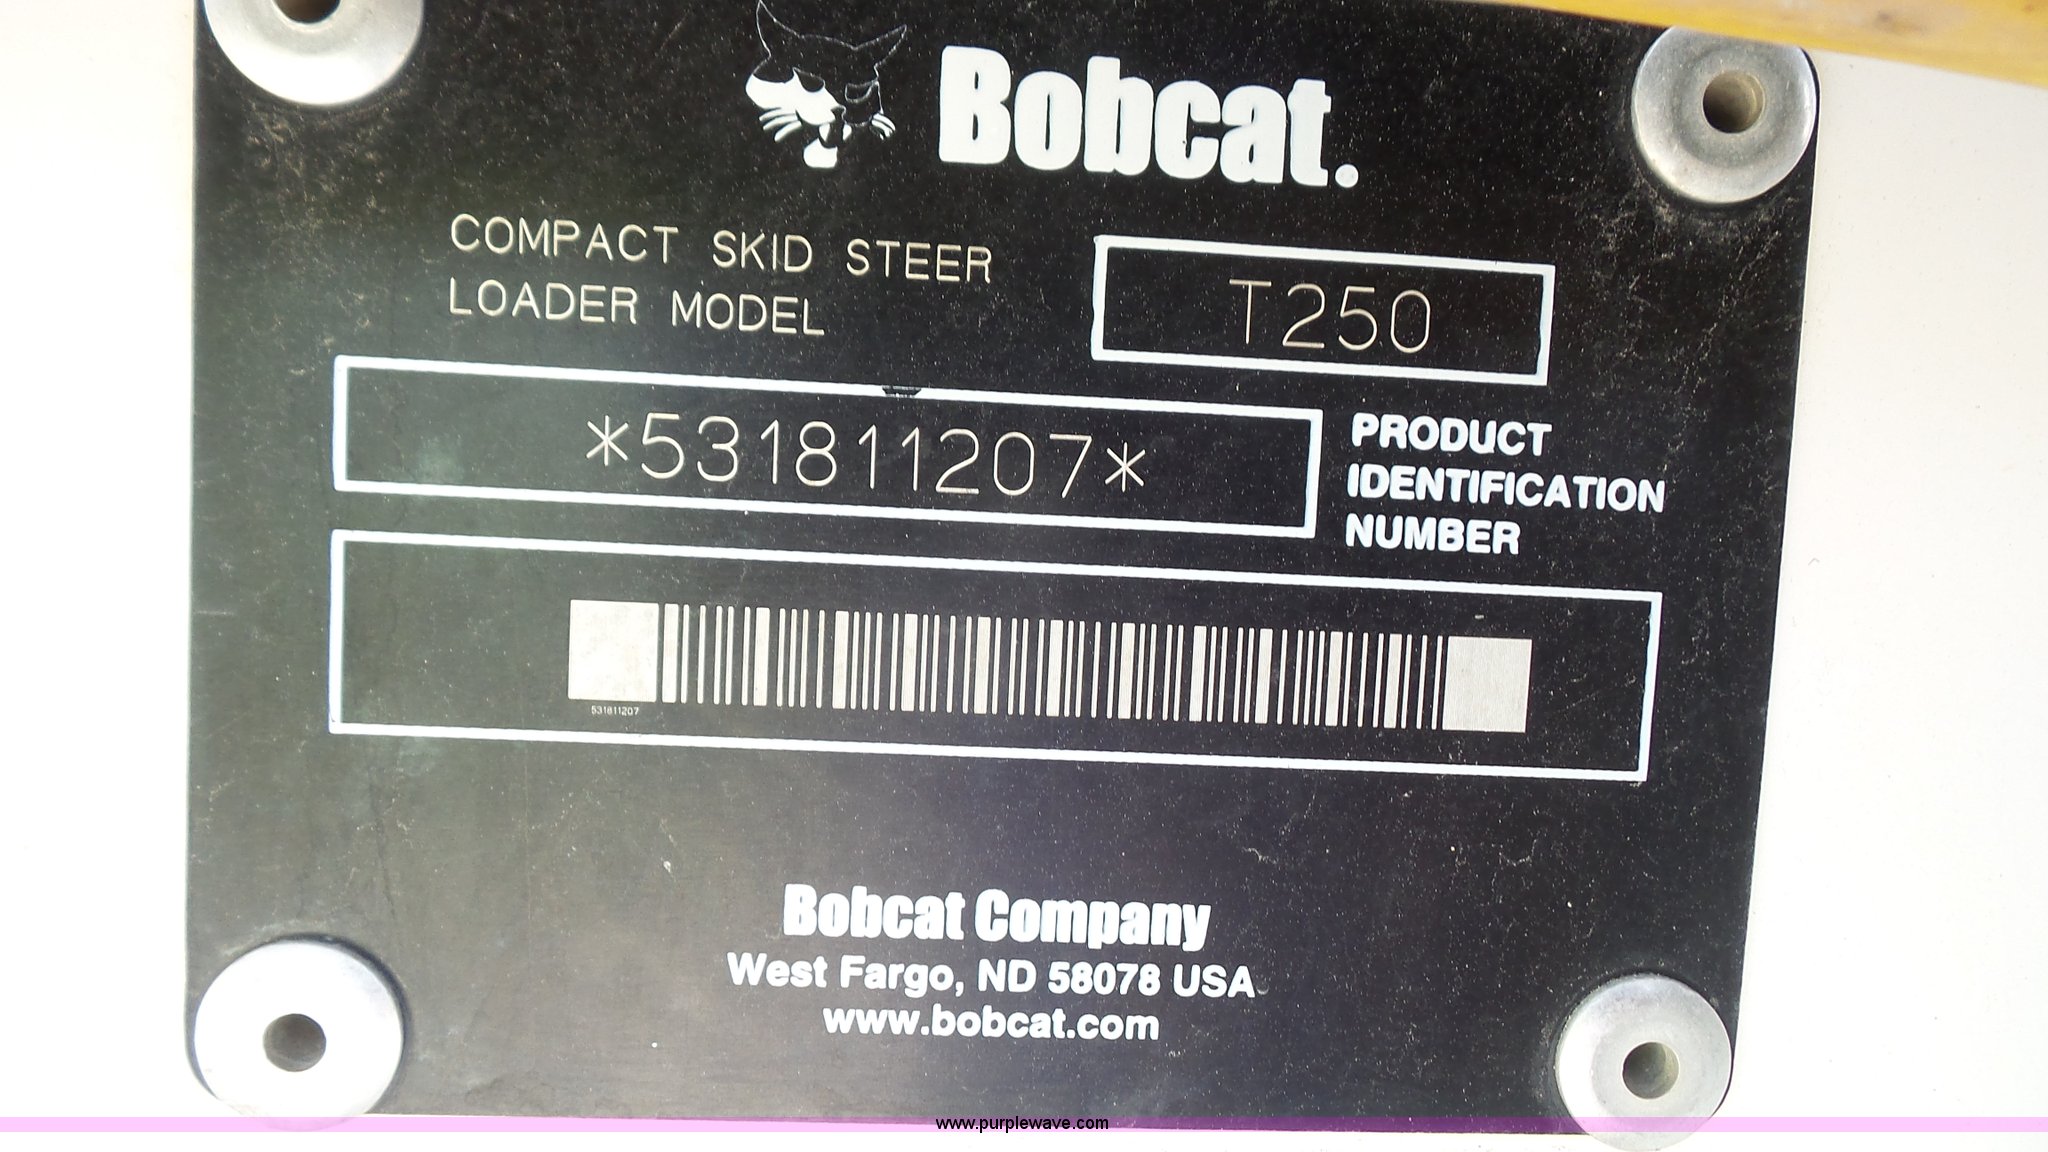 Bobcat.
COMPACT SKID STEER
LOADER MODEL
T250
*531811207*
PRODUCT
IDENTIFICATION
NUMBER
531811207
Bobcat Company
West Fargo, ND 58078 USA
www.bobcat.com
www.purplewave.com